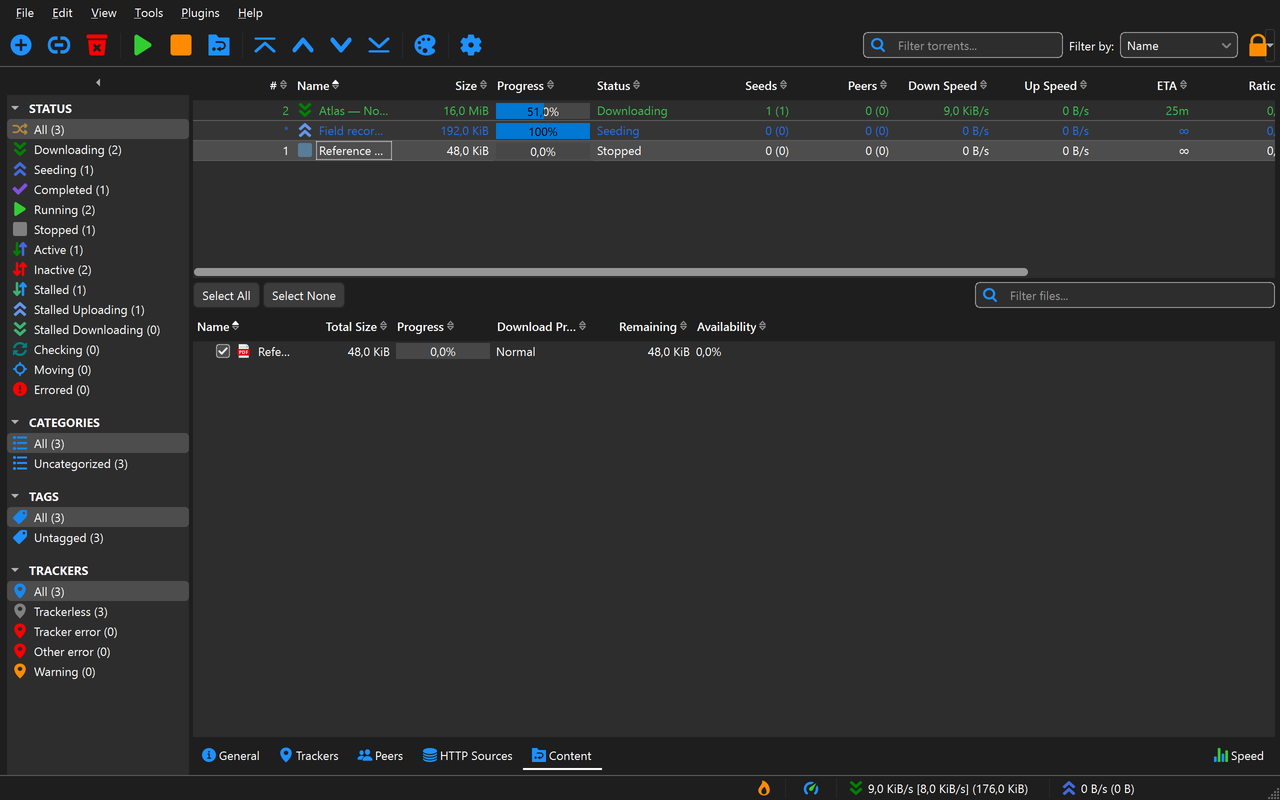 File Edit View Tools Plugins Help
Filter torrents... Filter by: Name
# Name Size Progress Status Seeds Peers Down Speed Up Speed ETA Ratio
2 Atlas — No... 16,0 MiB 51,0% Downloading 1 (1) 0 (0) 9,0 KiB/s 0 B/s 25m 0,
* Field recor... 192,0 KiB 100% Seeding 0 (0) 0 (0) 0 B/s 0 B/s ∞ 0,
1 Reference ... 48,0 KiB 0,0% Stopped 0 (0) 0 (0) 0 B/s 0 B/s ∞ 0,
STATUS
All (3)
Downloading (2)
Seeding (1)
Completed (1)
Running (2)
Stopped (1)
Active (1)
Inactive (2)
Stalled (1)
Stalled Uploading (1)
Stalled Downloading (0)
Checking (0)
Moving (0)
Errored (0)
CATEGORIES
All (3)
Uncategorized (3)
TAGS
All (3)
Untagged (3)
TRACKERS
All (3)
Trackerless (3)
Tracker error (0)
Other error (0)
Warning (0)
Select All Select None Filter files...
Name Total Size Progress Download Pr... Remaining Availability
PDF Refe... 48,0 KiB 0,0% Normal 48,0 KiB 0,0%
General Trackers Peers HTTP Sources Content Speed
9,0 KiB/s [8,0 KiB/s] (176,0 KiB) 0 B/s (0 B)